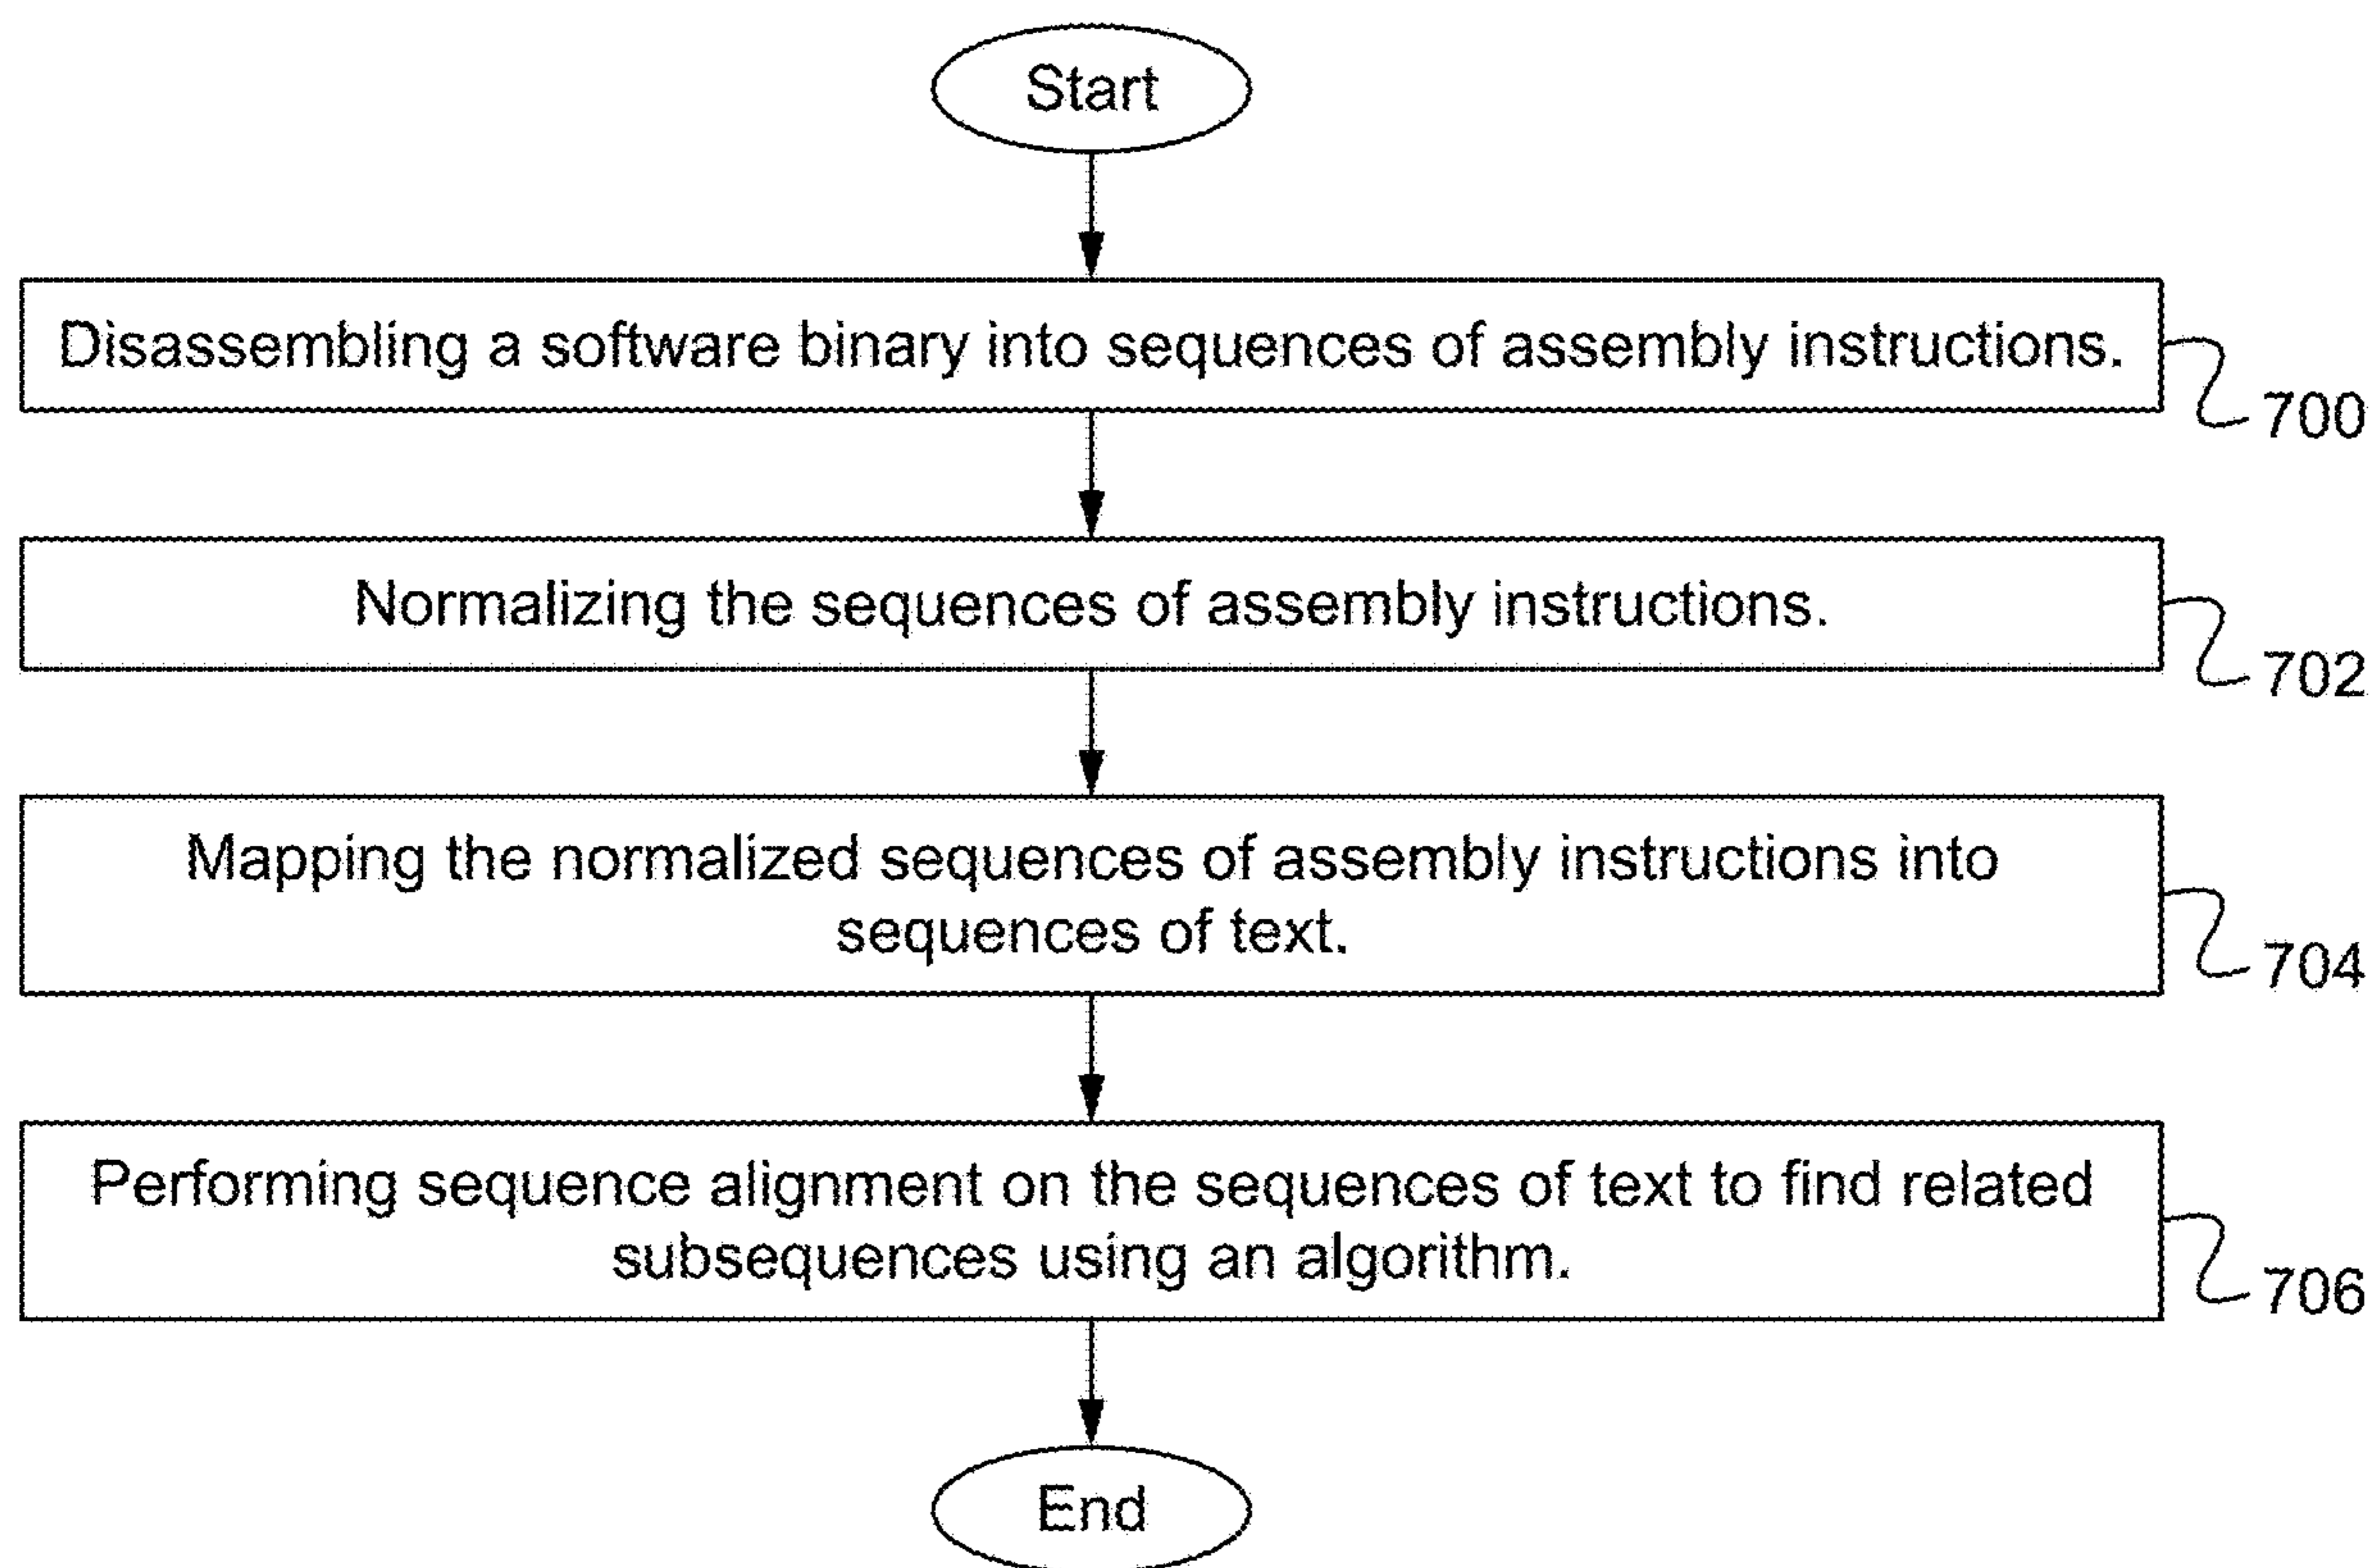 Start
Disassembling a software binary into sequences of assembly instructions.
700
Normalizing the sequences of assembly instructions.
702
Mapping the normalized sequences of assembly instructions into
sequences of text.
704
Performing sequence alignment on the sequences of text to find related
subsequences using an algorithm.
706
End